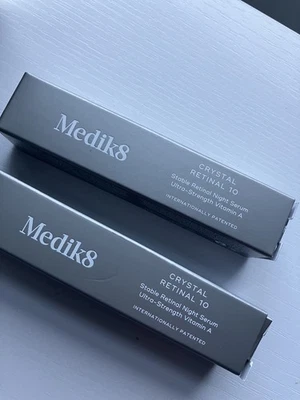 Medik8
CRYSTAL
RETINAL 10
Stable Retinal Night Serum
Ultra-Strength Vitamin A
INTERNATIONALLY PATENTED
Medik8
CRYSTAL
RETINAL 10
Stable Retinal Night Serum
Ultra-Strength Vitamin A
INTERNATIONALLY PATENTED